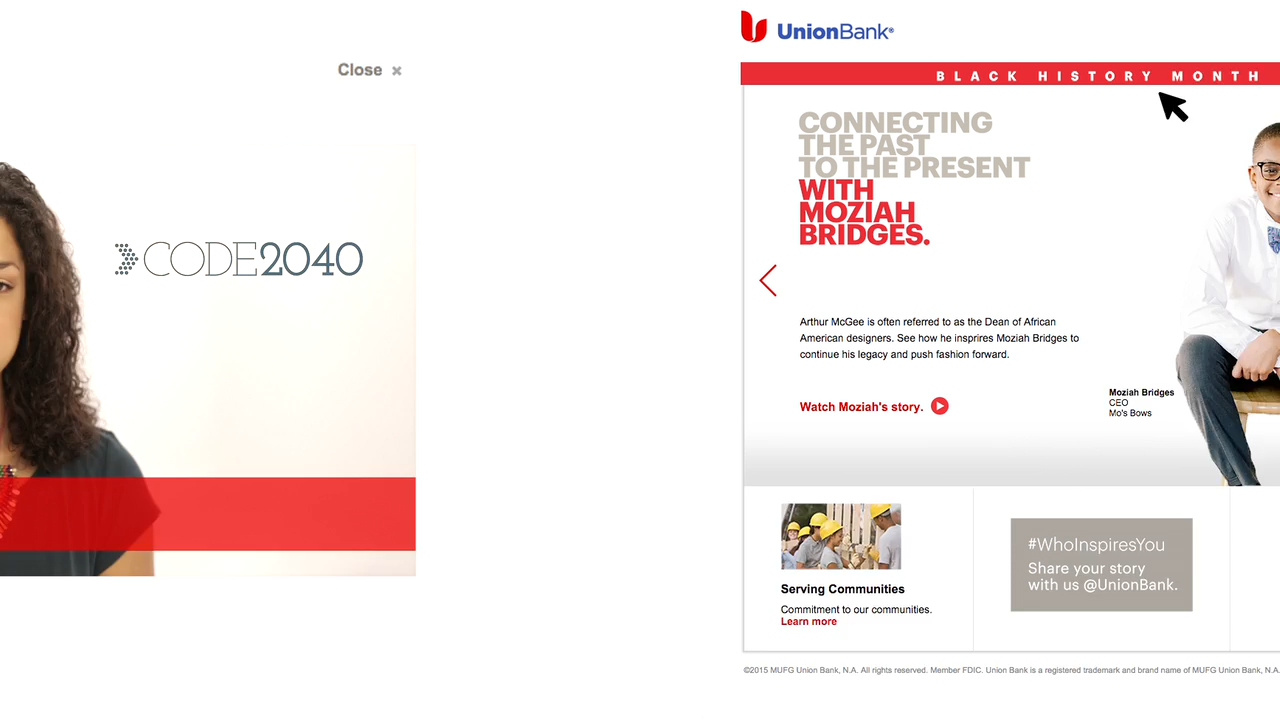 Close ×
CODE2040
UnionBank®
BLACK HISTORY MONTH
CONNECTING
THE PAST
TO THE PRESENT
WITH
MOZIAH
BRIDGES.
Arthur McGee is often referred to as the Dean of African
American designers. See how he insprires Moziah Bridges to
continue his legacy and push fashion forward.
Watch Moziah's story.
Moziah Bridges
CEO
Mo's Bows
Serving Communities
Commitment to our communities.
Learn more
#WhoInspiresYou
Share your story
with us @UnionBank.
©2015 MUFG Union Bank, N.A. All rights reserved. Member FDIC. Union Bank is a registered trademark and brand name of MUFG Union Bank, N.A.